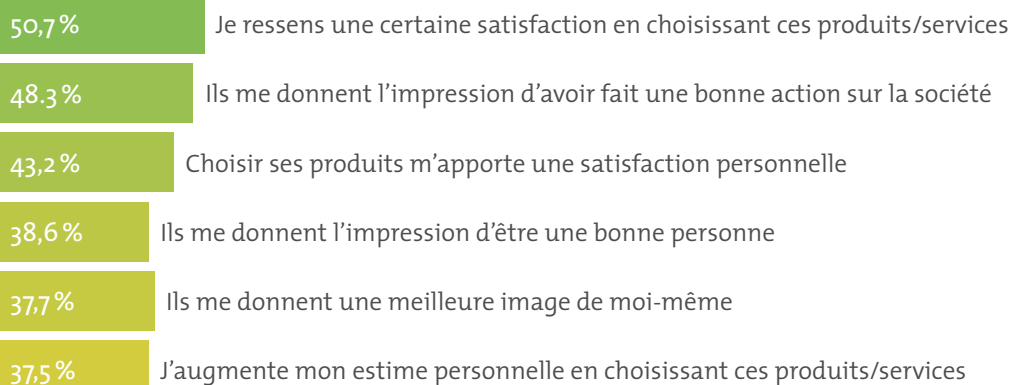 50,7 % Je ressens une certaine satisfaction en choisissant ces produits/services
48.3 % Ils me donnent l’impression d’avoir fait une bonne action sur la société
43,2 % Choisir ses produits m’apporte une satisfaction personnelle
38,6 % Ils me donnent l’impression d’être une bonne personne
37,7 % Ils me donnent une meilleure image de moi-même
37,5 % J’augmente mon estime personnelle en choisissant ces produits/services